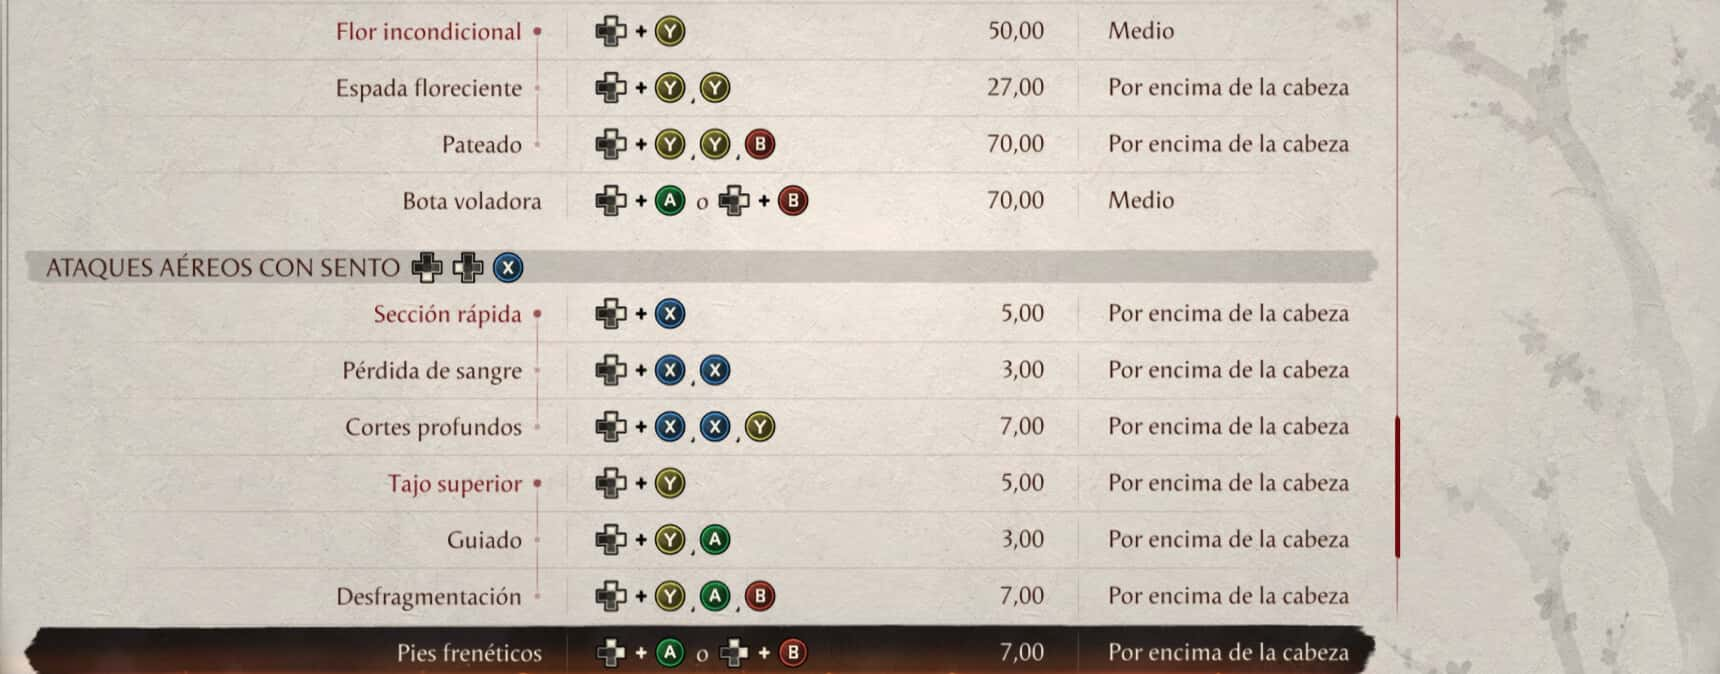 Flor incondicional + Y 50,00 Medio
Espada floreciente + Y , Y 27,00 Por encima de la cabeza
Pateado + Y , Y , B 70,00 Por encima de la cabeza
Bota voladora + A o + B 70,00 Medio
ATAQUES AÉREOS CON SENTO X
Sección rápida + X 5,00 Por encima de la cabeza
Pérdida de sangre + X , X 3,00 Por encima de la cabeza
Cortes profundos + X , X , Y 7,00 Por encima de la cabeza
Tajo superior + Y 5,00 Por encima de la cabeza
Guiado + Y , A 3,00 Por encima de la cabeza
Desfragmentación + Y , A , B 7,00 Por encima de la cabeza
Pies frenéticos + A o + B 7,00 Por encima de la cabeza